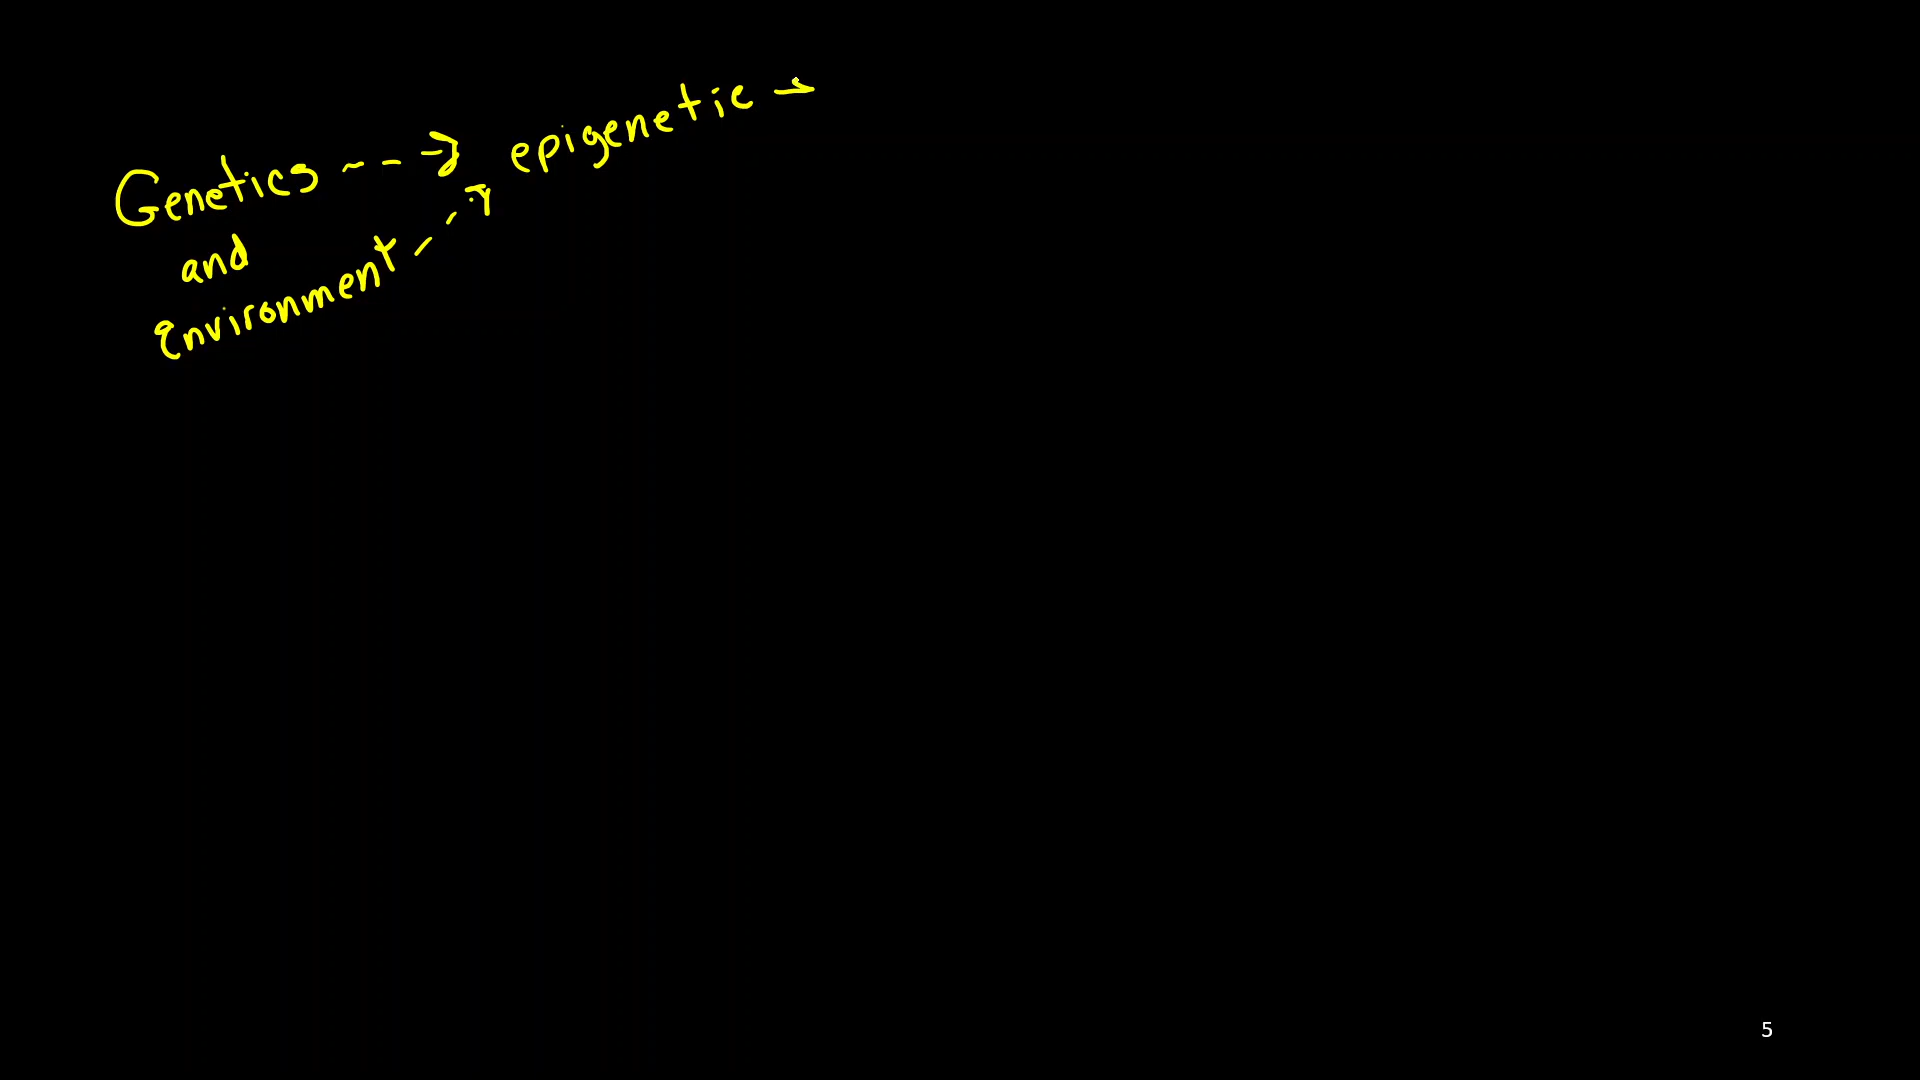 Genetics --→ epigenetic →
and
Environment --→
5